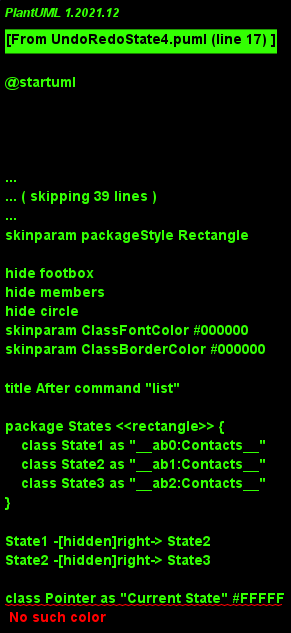 PlantUML 1.2021.12
[From UndoRedoState4.puml (line 17) ]
@startuml
...
... ( skipping 39 lines )
...
skinparam packageStyle Rectangle
hide footbox
hide members
hide circle
skinparam ClassFontColor #000000
skinparam ClassBorderColor #000000
title After command "list"
package States <<rectangle>> {
class State1 as "__ab0:Contacts__"
class State2 as "__ab1:Contacts__"
class State3 as "__ab2:Contacts__"
}
State1 -[hidden]right-> State2
State2 -[hidden]right-> State3
class Pointer as "Current State" #FFFFF
No such color